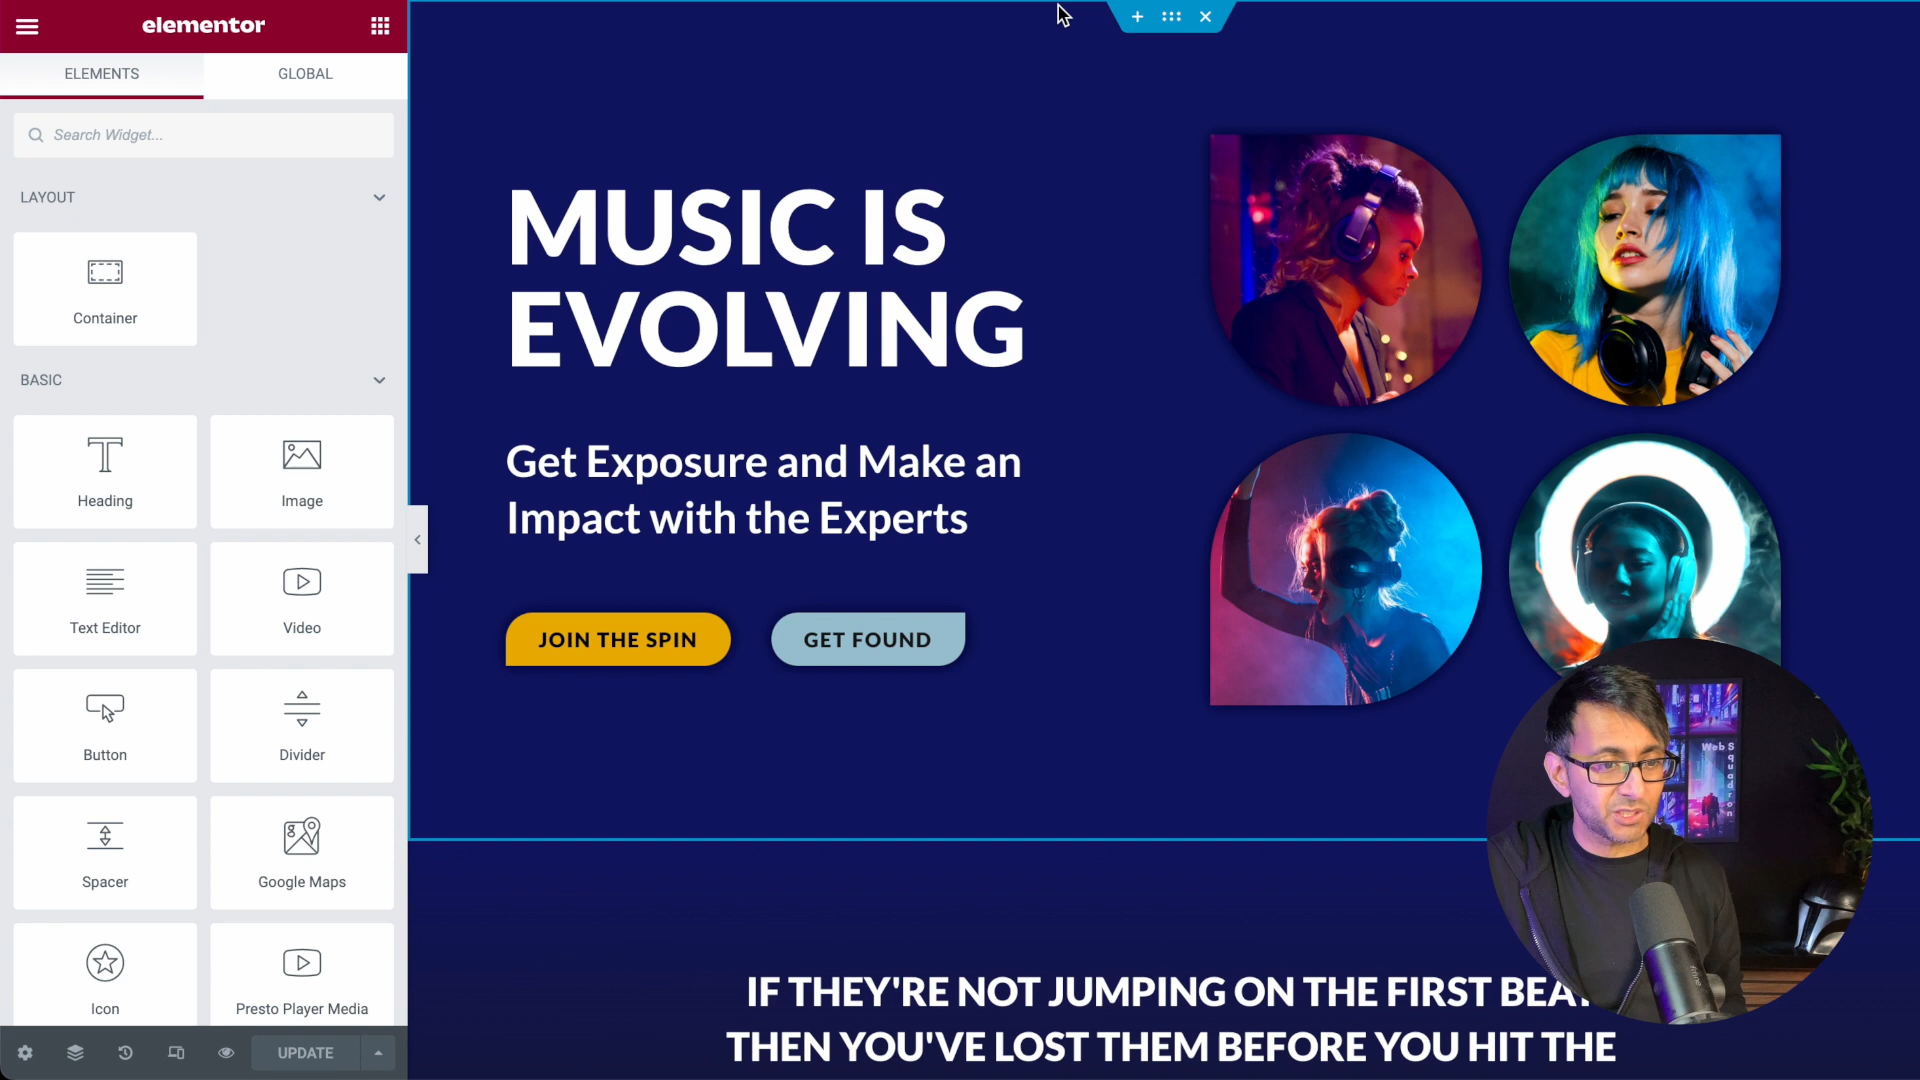 elementor
ELEMENTS
GLOBAL
Search Widget...
LAYOUT
Container
BASIC
Heading
Image
Text Editor
Video
Button
Divider
Spacer
Google Maps
Icon
Presto Player Media
UPDATE
MUSIC IS
EVOLVING
Get Exposure and Make an
Impact with the Experts
JOIN THE SPIN
GET FOUND
Web Squadron
IF THEY'RE NOT JUMPING ON THE FIRST BEAT
THEN YOU'VE LOST THEM BEFORE YOU HIT THE